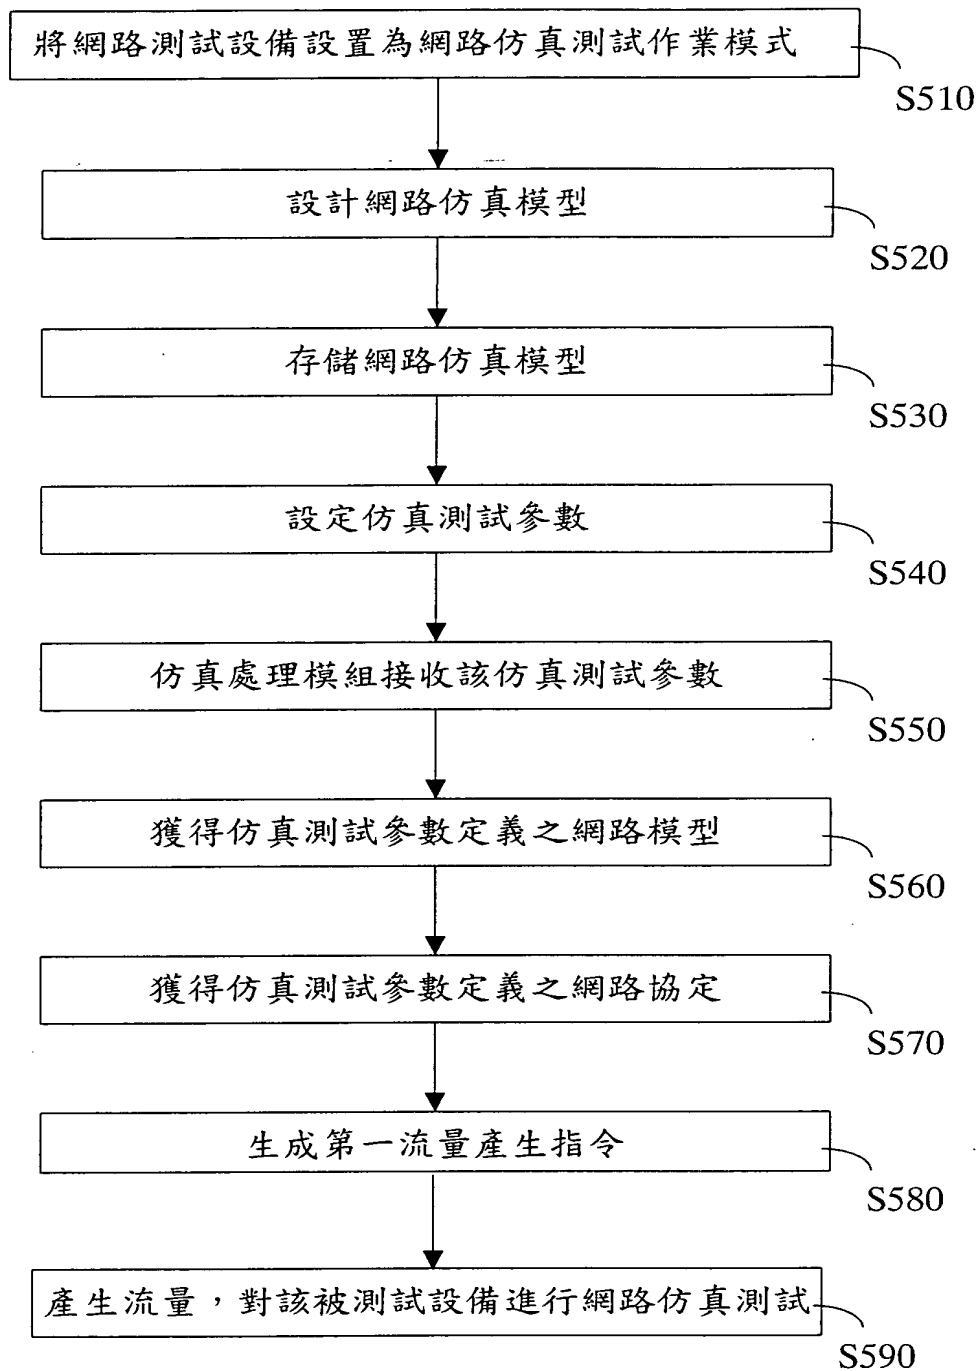 將網路測試設備設置為網路仿真測試作業模式
S510
設計網路仿真模型
S520
存儲網路仿真模型
S530
設定仿真測試參數
S540
仿真處理模組接收該仿真測試參數
S550
獲得仿真測試參數定義之網路模型
S560
獲得仿真測試參數定義之網路協定
S570
生成第一流量產生指令
S580
產生流量，對該被測試設備進行網路仿真測試
S590